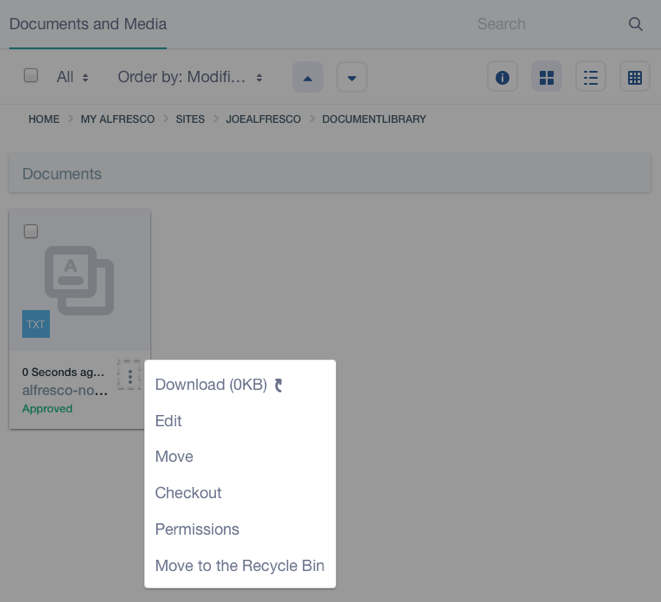 Documents and Media
Search
All
Order by: Modifi...
HOME > MY ALFRESCO > SITES > JOEALFRESCO > DOCUMENTLIBRARY
Documents
A
TXT
0 Seconds ag...
alfresco-no...
Approved
Download (0KB)
Edit
Move
Checkout
Permissions
Move to the Recycle Bin